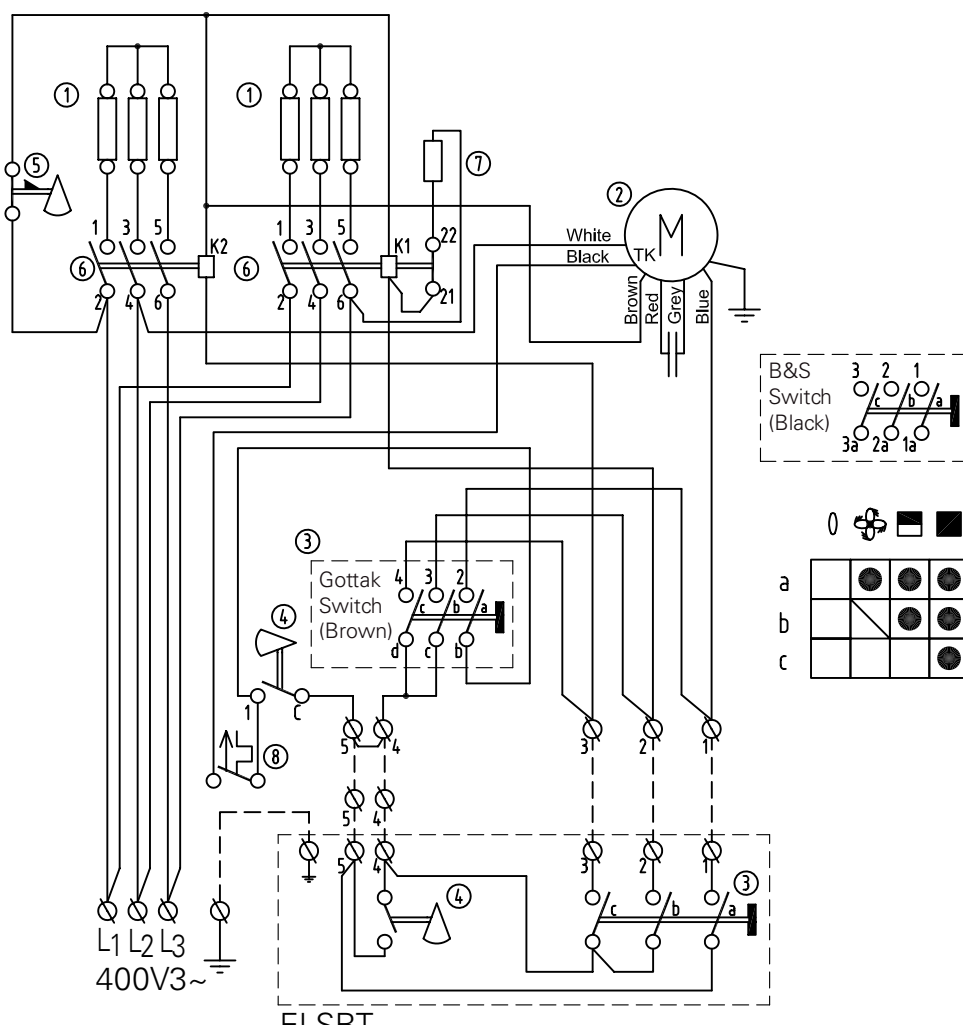 1 1
5 7
2
1 3 5 K2 1 3 5 K1 22
White
Black TK M
6 6
2 4 6 2 4 6 21
Brown Red Grey Blue
B&S
Switch
(Black)
3 2 1
c b a
3a 2a 1a
3
Gottak
Switch
(Brown)
4 3 2
c b a
d c b
a
b
c
4
1 C
8
5 4 3 2 1
5 4
5 4 3 2 1
3
4
c b a
L1 L2 L3
400V3~